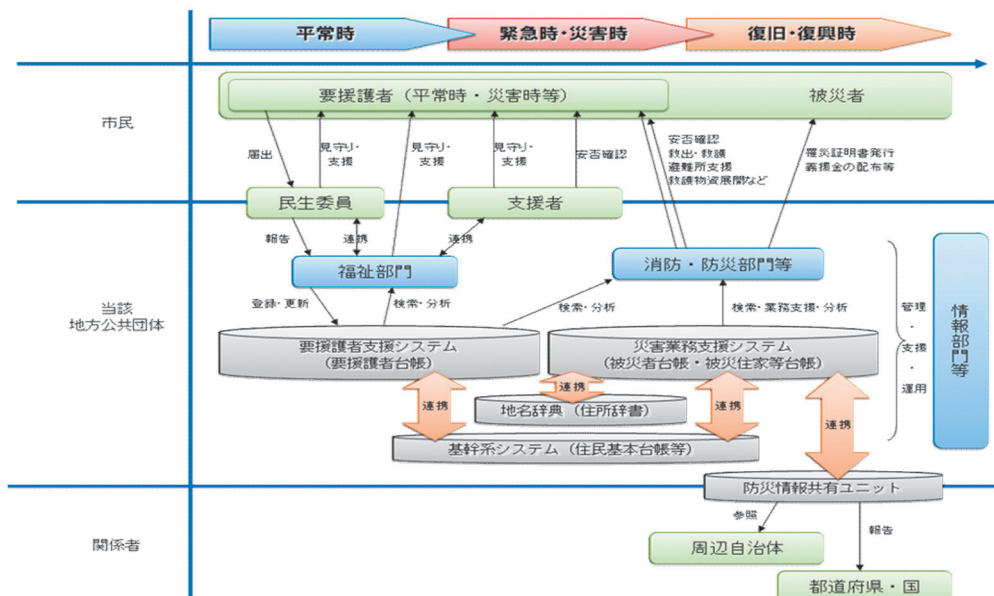 平常時
緊急時・災害時
復旧・復興時
市民
要援護者（平常時・災害時等）
被災者
届出
見守り・
支援
見守り・
支援
見守り・
支援
安否確認
安否確認
救出・救護
避難所支援
救護物資展開など
罹災証明書発行
義援金の配布等
民生委員
支援者
報告
連携
連携
福祉部門
消防・防災部門等
当該
地方公共団体
登録・更新
検索・分析
検索・分析
検索・業務支援・分析
要援護者支援システム
（要援護者台帳）
災害業務支援システム
（被災者台帳・被災住家等台帳）
管理
・
支援
・
運用
情報部門等
連携
連携
連携
連携
地名辞典（住所辞書）
基幹系システム（住民基本台帳等）
防災情報共有ユニット
関係者
参照
報告
周辺自治体
都道府県・国